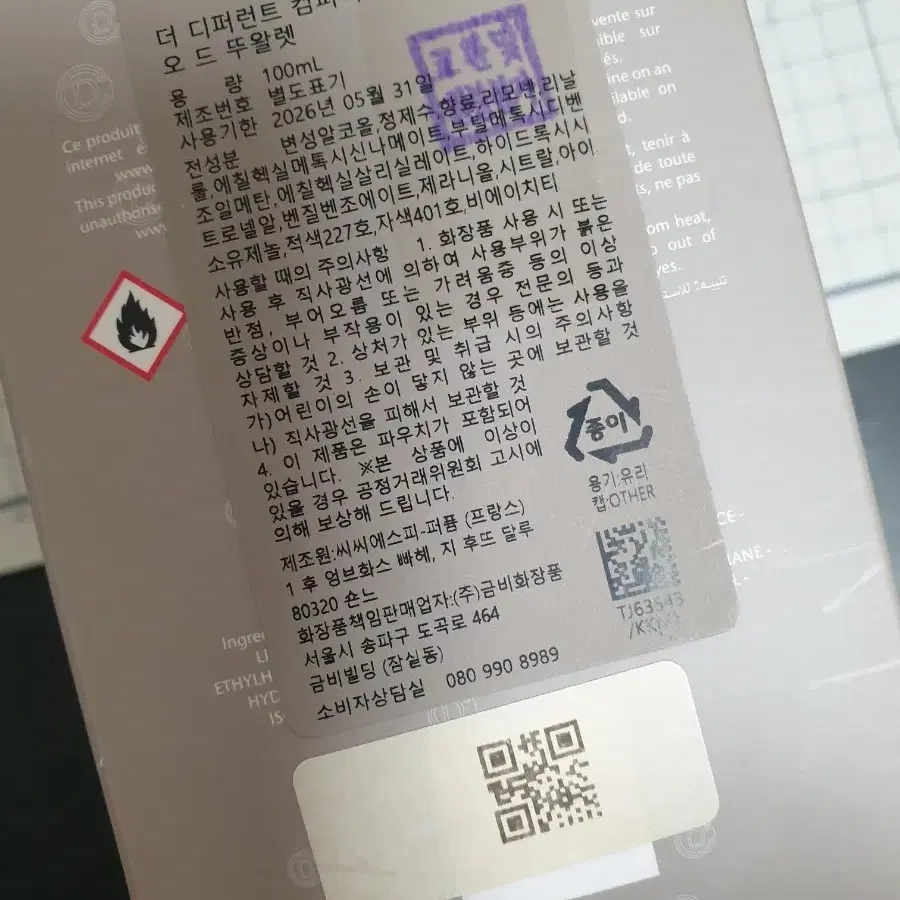 더 디퍼런트 컴퍼니
오 드 뚜왈렛
용 량 100mL
제조번호 별도표기
사용기한 2026년 05월 31일
전성분 변성알코올,정제수,향료,리모넨,리날
룰,에칠헥실메톡시신나메이트,부틸메톡시디벤
조일메탄,에칠헥실살리실레이트,하이드록시시
트로넬알,벤질벤조에이트,제라니올,시트랄,아이
소유제놀,적색227호,자색401호,비에이치티
사용할 때의 주의사항 1. 화장품 사용 시 또는
사용 후 직사광선에 의하여 사용부위가 붉은
반점, 부어오름 또는 가려움증 등의 이상
증상이나 부작용이 있는 경우 전문의 등과
상담할 것 2. 상처가 있는 부위 등에는 사용을
자제할 것 3. 보관 및 취급 시의 주의사항
가)어린이의 손이 닿지 않는 곳에 보관할 것
나) 직사광선을 피해서 보관할 것
4. 이 제품은 파우치가 포함되어
있습니다. ※본 상품에 이상이
있을 경우 공정거래위원회 고시에
의해 보상해 드립니다.
종이
용기:유리
캡:OTHER
제조원:씨씨에스피-퍼퓸 (프랑스)
1 후 영브화스 빠헤, 지 후뜨 달루
80320 숀느
화장품책임판매업자:(주)금비화장품
서울시 송파구 도곡로 464
금비빌딩 (잠실동)
소비자상담실 080 990 8989
TJ63543
Ce produit
internet
www
This produc
unauthoris
www
vente sur
ible sur
és.
ine on an
ilable on
d.
t, tenir à
de toute
ts, ne pas
om heat,
out of
yes.
CE -
IANE -
L -
Ingre
LI
ETHYLH
HYD
IS